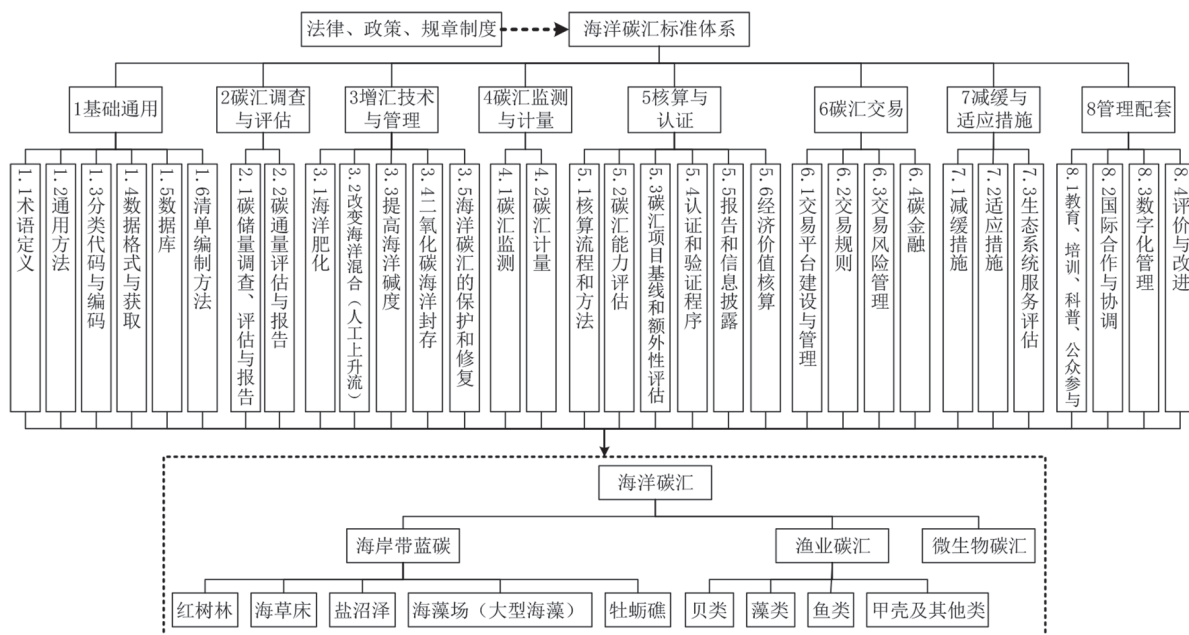 法律、政策、规章制度
海洋碳汇标准体系
1基础通用
2碳汇调查
与评估
3增汇技术
与管理
4碳汇监测
与计量
5核算与
认证
6碳汇交易
7减缓与
适应措施
8管理配套
1.1术语定义
1.2通用方法
1.3分类代码与编码
1.4数据格式与获取
1.5数据库
1.6清单编制方法
2.1碳储量调查、评估与报告
2.2碳通量评估与报告
3.1海洋肥化
3.2改变海洋混合（人工上升流）
3.3提高海洋碱度
3.4二氧化碳海洋封存
3.5海洋碳汇的保护和修复
4.1碳汇监测
4.2碳汇计量
5.1核算流程和方法
5.2碳汇能力评估
5.3碳汇项目基线和额外性评估
5.4认证和验证程序
5.5报告和信息披露
5.6经济价值核算
6.1交易平台建设与管理
6.2交易规则
6.3交易风险管理
6.4碳金融
7.1减缓措施
7.2适应措施
7.3生态系统服务评估
8.1教育、培训、科普、公众参与
8.2国际合作与协调
8.3数字化管理
8.4评价与改进
海洋碳汇
海岸带蓝碳
渔业碳汇
微生物碳汇
红树林
海草床
盐沼泽
海藻场（大型海藻）
牡蛎礁
贝类
藻类
鱼类
甲壳及其他类